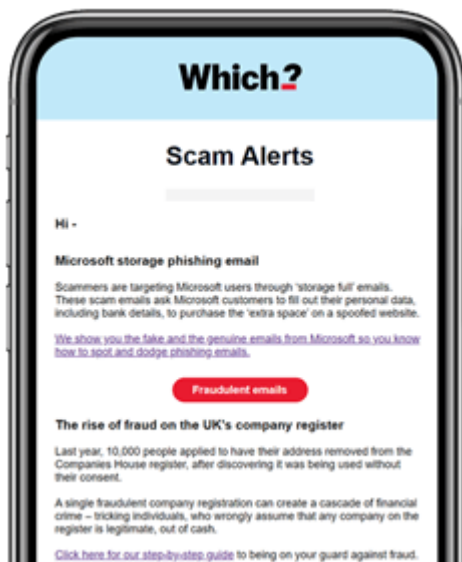 Which?
Scam Alerts
Hi -
Microsoft storage phishing email
Scammers are targeting Microsoft users through 'storage full' emails.
These scam emails ask Microsoft customers to fill out their personal data,
including bank details, to purchase the 'extra space' on a spoofed website.
We show you the fake and the genuine emails from Microsoft so you know
how to spot and dodge phishing emails.
Fraudulent emails
The rise of fraud on the UK's company register
Last year, 10,000 people applied to have their address removed from the
Companies House register, after discovering it was being used without
their consent.
A single fraudulent company registration can create a cascade of financial
crime – tricking individuals, who wrongly assume that any company on the
register is legitimate, out of cash.
Click here for our step-by-step guide to being on your guard against fraud.